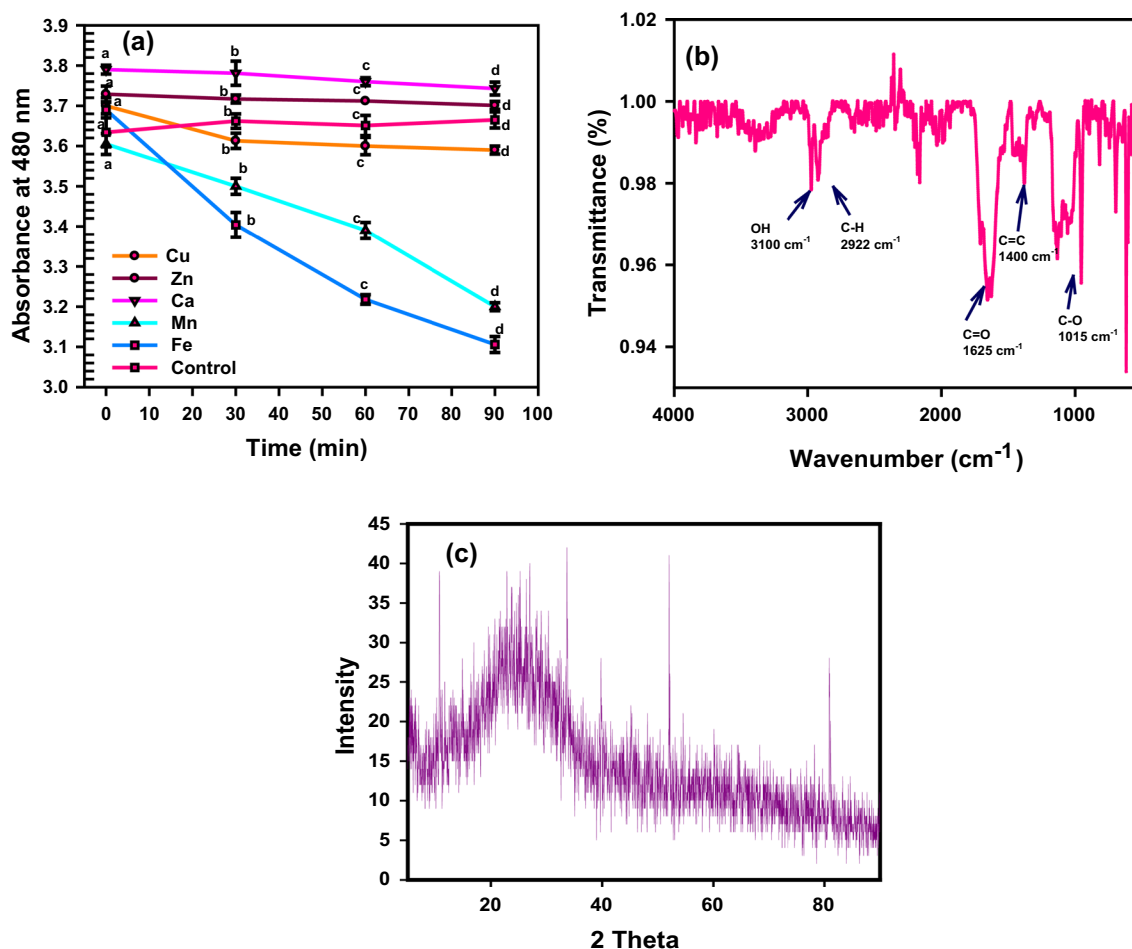 (a)
3.9
3.8
3.7
3.6
3.5
3.4
3.3
3.2
3.1
3.0
Absorbance at 480 nm
a
b
c
d
a
b
c
d
a
b
c
d
a
b
c
d
a
b
c
d
b
c
d
Cu
Zn
Ca
Mn
Fe
Control
0 10 20 30 40 50 60 70 80 90 100
Time (min)
(b)
1.02
1.00
0.98
0.96
0.94
Transmittance (%)
OH
3100 cm⁻¹
C-H
2922 cm⁻¹
C=C
1400 cm⁻¹
C=O
1625 cm⁻¹
C-O
1015 cm⁻¹
4000 3000 2000 1000
Wavenumber (cm⁻¹)
(c)
45
40
35
30
25
20
15
10
5
0
Intensity
20 40 60 80
2 Theta